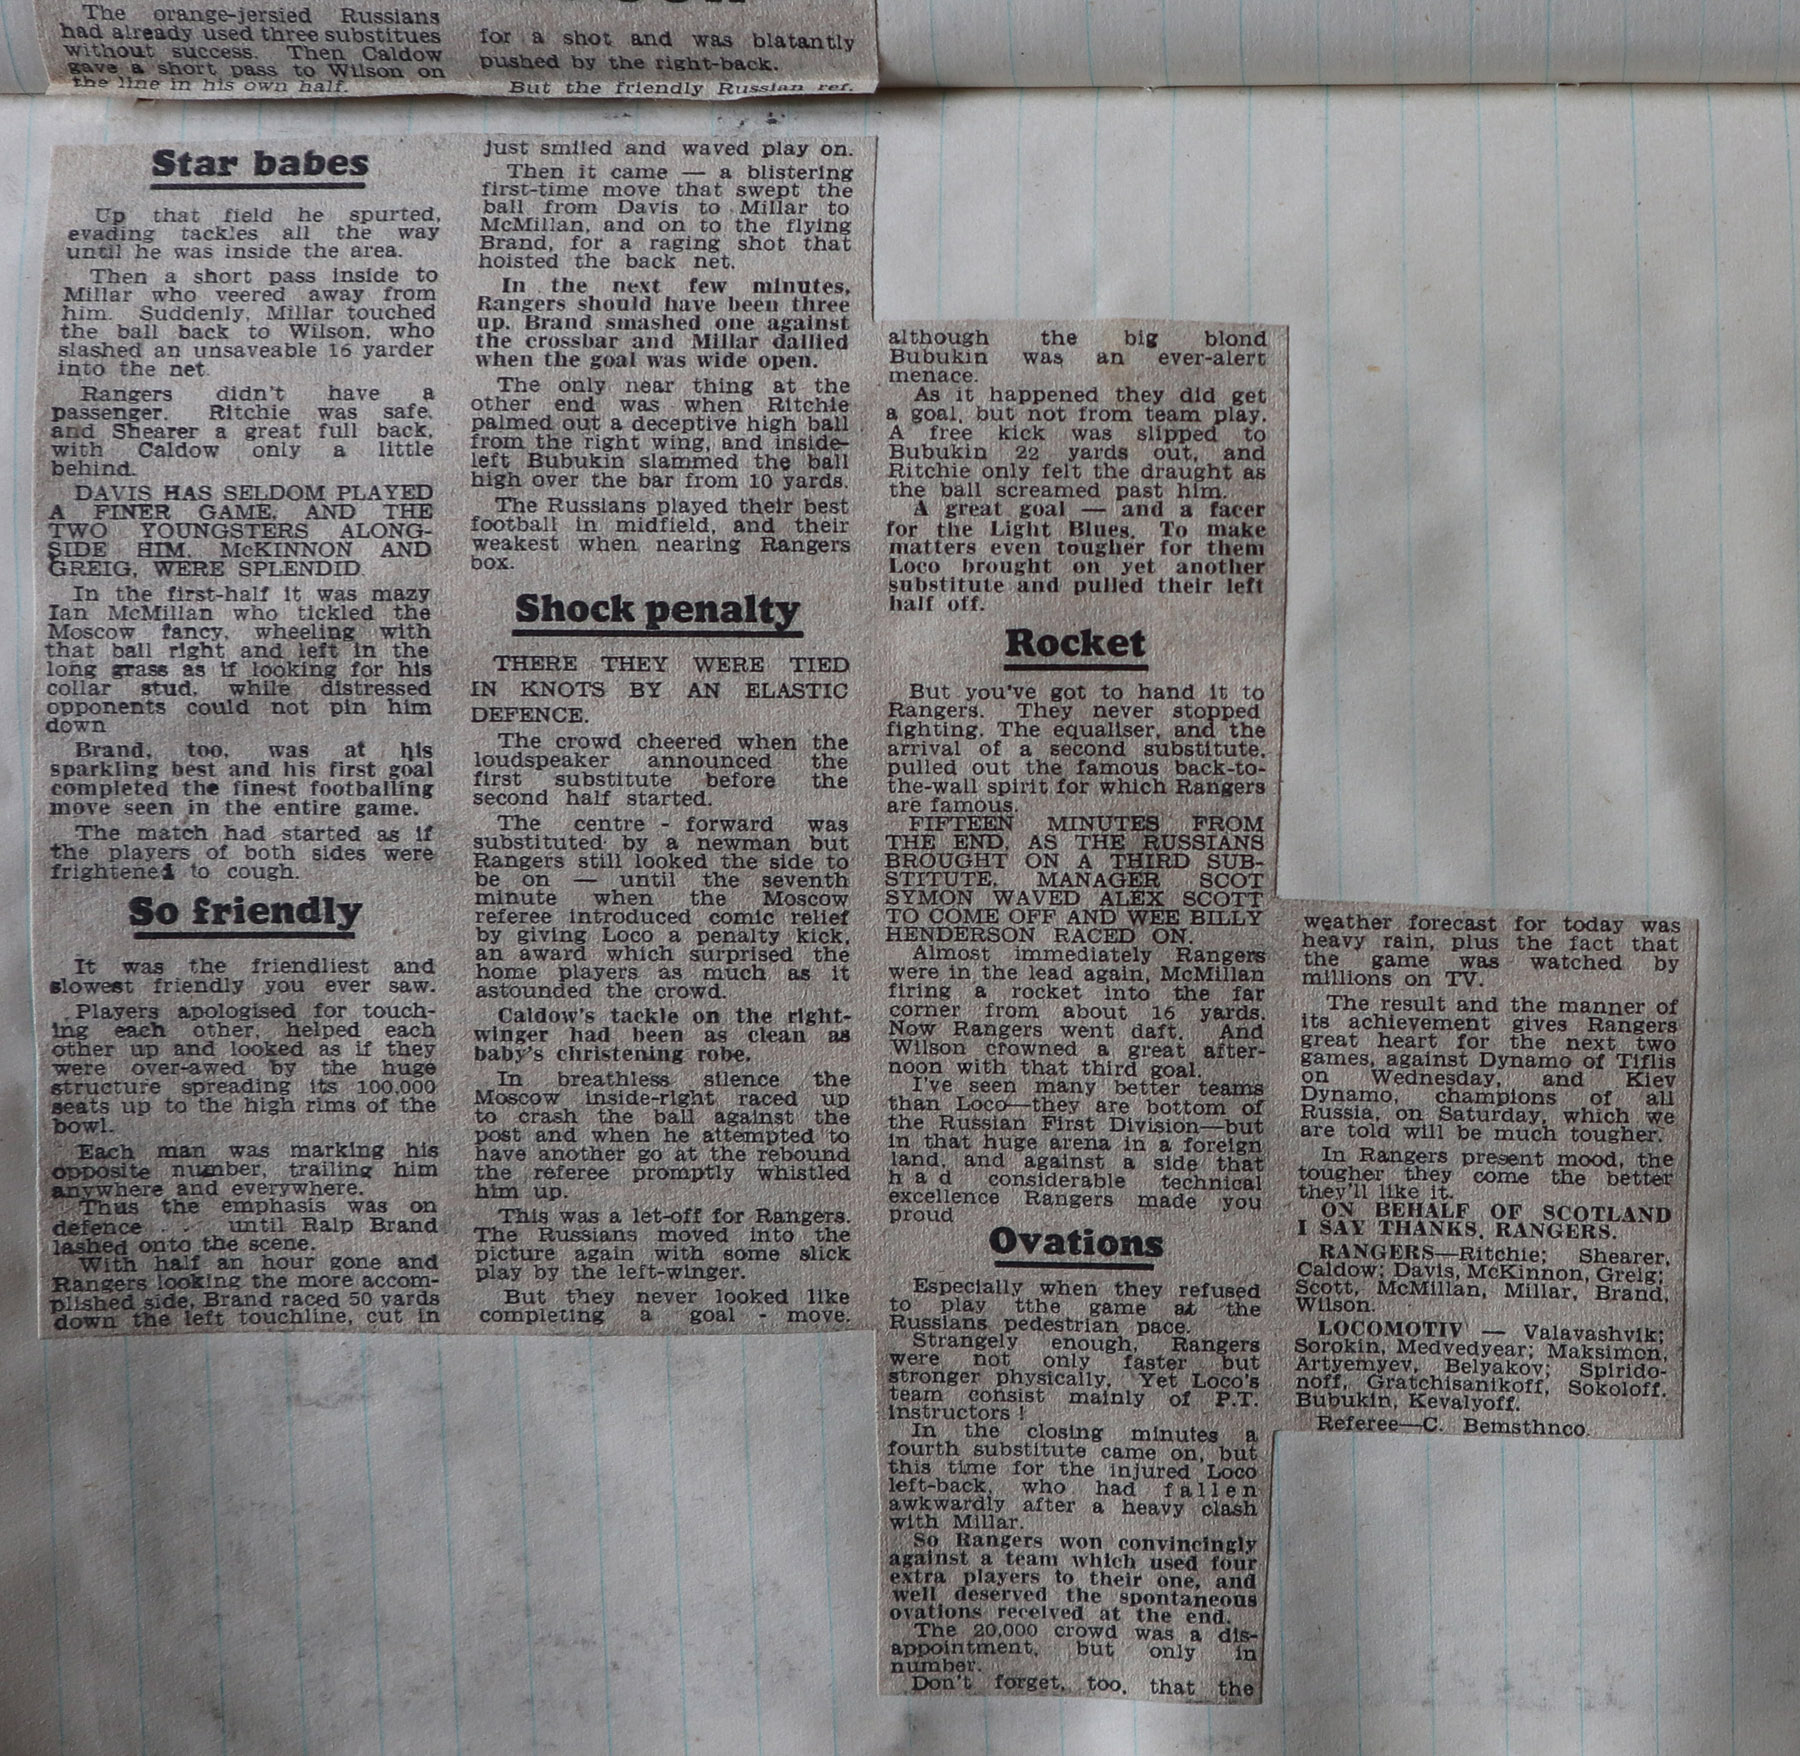 The orange-jersied Russians
had already used three substitues
without success. Then Caldow
gave a short pass to Wilson on
the line in his own half.
Star babes
Up that field he spurted,
evading tackles all the way
until he was inside the area.
Then a short pass inside to
Millar who veered away from
him. Suddenly, Millar touched
the ball back to Wilson, who
slashed an unsaveable 16 yarder
into the net
Rangers didn't have a
passenger. Ritchie was safe,
and Shearer a great full back,
with Caldow only a little
behind.
DAVIS HAS SELDOM PLAYED
A FINER GAME, AND THE
TWO YOUNGSTERS ALONG-
SIDE HIM, McKINNON AND
GREIG, WERE SPLENDID
In the first-half it was mazy
Ian McMillan who tickled the
Moscow fancy, wheeling with
that ball right and left in the
long grass as if looking for his
collar stud, while distressed
opponents could not pin him
down
Brand, too, was at his
sparkling best and his first goal
completed the finest footballing
move seen in the entire game.
The match had started as if
the players of both sides were
frightened to cough.
So friendly
It was the friendliest and
slowest friendly you ever saw.
Players apologised for touch-
ing each other, helped each
other up and looked as if they
were over-awed by the huge
structure spreading its 100,000
seats up to the high rims of the
bowl.
Each man was marking his
opposite number, trailing him
anywhere and everywhere.
Thus the emphasis was on
defence . . until Ralp Brand
lashed onto the scene.
With half an hour gone and
Rangers looking the more accom-
plished side, Brand raced 50 yards
down the left touchline, cut in
for a shot and was blatantly
pushed by the right-back.
But the friendly Russian ref.
just smiled and waved play on.
Then it came — a blistering
first-time move that swept the
ball from Davis to Millar to
McMillan, and on to the flying
Brand, for a raging shot that
hoisted the back net.
In the next few minutes,
Rangers should have been three
up. Brand smashed one against
the crossbar and Millar dallied
when the goal was wide open.
The only near thing at the
other end was when Ritchie
palmed out a deceptive high ball
from the right wing, and inside-
left Bubukin slammed the ball
high over the bar from 10 yards.
The Russians played their best
football in midfield, and their
weakest when nearing Rangers
box.
Shock penalty
THERE THEY WERE TIED
IN KNOTS BY AN ELASTIC
DEFENCE.
The crowd cheered when the
loudspeaker announced the
first substitute before the
second half started.
The centre - forward was
substituted by a newman but
Rangers still looked the side to
be on — until the seventh
minute when the Moscow
referee introduced comic relief
by giving Loco a penalty kick,
an award which surprised the
home players as much as it
astounded the crowd.
Caldow's tackle on the right-
winger had been as clean as
baby's christening robe.
In breathless silence the
Moscow inside-right raced up
to crash the ball against the
post and when he attempted to
have another go at the rebound
the referee promptly whistled
him up.
This was a let-off for Rangers.
The Russians moved into the
picture again with some slick
play by the left-winger.
But they never looked like
completing a goal - move.
although the big blond
Bubukin was an ever-alert
menace.
As it happened they did get
a goal, but not from team play.
A free kick was slipped to
Bubukin 22 yards out, and
Ritchie only felt the draught as
the ball screamed past him.
A great goal — and a facer
for the Light Blues. To make
matters even tougher for them
Loco brought on yet another
substitute and pulled their left
half off.
Rocket
But you've got to hand it to
Rangers. They never stopped
fighting. The equaliser, and the
arrival of a second substitute,
pulled out the famous back-to-
the-wall spirit for which Rangers
are famous.
FIFTEEN MINUTES FROM
THE END, AS THE RUSSIANS
BROUGHT ON A THIRD SUB-
STITUTE, MANAGER SCOT
SYMON WAVED ALEX SCOTT
TO COME OFF AND WEE BILLY
HENDERSON RACED ON.
Almost immediately Rangers
were in the lead again, McMillan
firing a rocket into the far
corner from about 16 yards.
Now Rangers went daft. And
Wilson crowned a great after-
noon with that third goal.
I've seen many better teams
than Loco—they are bottom of
the Russian First Division—but
in that huge arena in a foreign
land, and against a side that
had considerable technical
excellence Rangers made you
proud
Ovations
Especially when they refused
to play tthe game at the
Russians pedestrian pace.
Strangely enough, Rangers
were not only faster but
stronger physically. Yet Loco's
team consist mainly of P.T.
instructors !
In the closing minutes a
fourth substitute came on, but
this time for the injured Loco
left-back, who had fallen
awkwardly after a heavy clash
with Millar.
So Rangers won convincingly
against a team which used four
extra players to their one, and
well deserved the spontaneous
ovations received at the end.
The 20,000 crowd was a dis-
appointment, but only in
number.
Don't forget, too, that the
weather forecast for today was
heavy rain, plus the fact that
the game was watched by
millions on TV.
The result and the manner of
its achievement gives Rangers
great heart for the next two
games, against Dynamo of Tiflis
on Wednesday, and Kiev
Dynamo, champions of all
Russia, on Saturday, which we
are told will be much tougher.
In Rangers present mood, the
tougher they come the better
they'll like it.
ON BEHALF OF SCOTLAND
I SAY THANKS, RANGERS.
RANGERS—Ritchie; Shearer,
Caldow; Davis, McKinnon, Greig;
Scott, McMillan, Millar, Brand,
Wilson.
LOCOMOTIV — Valavashvik;
Sorokin, Medvedyear; Maksimon,
Artyemyev, Belyakov; Spirido-
noff, Gratchisanikoff, Sokoloff,
Bubukin, Kevalyoff.
Referee—C. Bemsthnco.